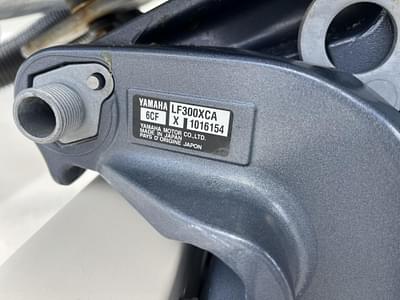 YAMAHA LF300XCA
6CF X 1016154
YAMAHA MOTOR CO.,LTD.
MADE IN JAPAN
PAYS D'ORIGINE JAPON